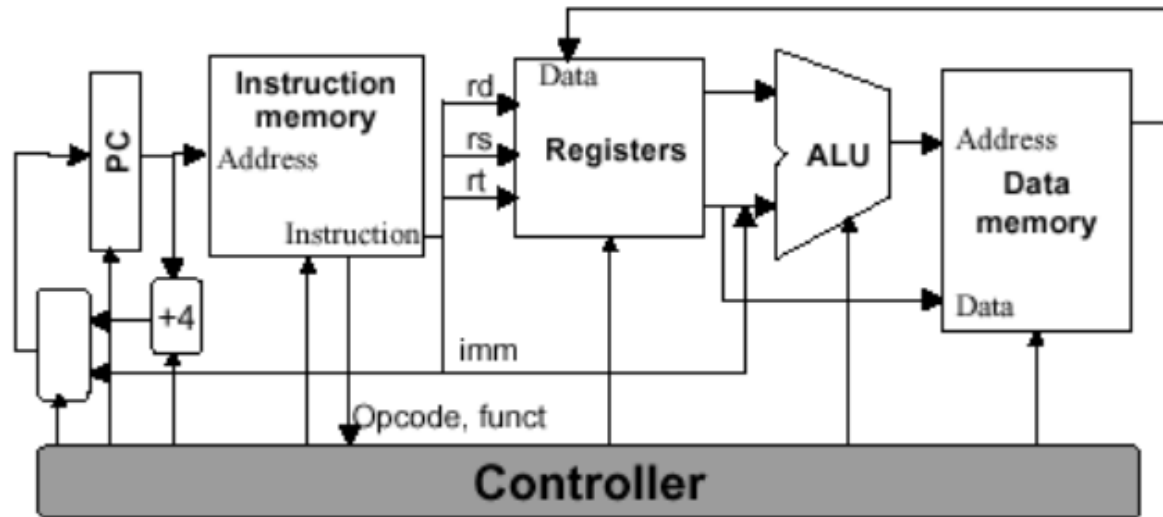 PC
Instruction
memory
Address
Instruction
+4
rd
rs
rt
imm
Opcode, funct
Data
Registers
ALU
Address
Data
memory
Data
Controller